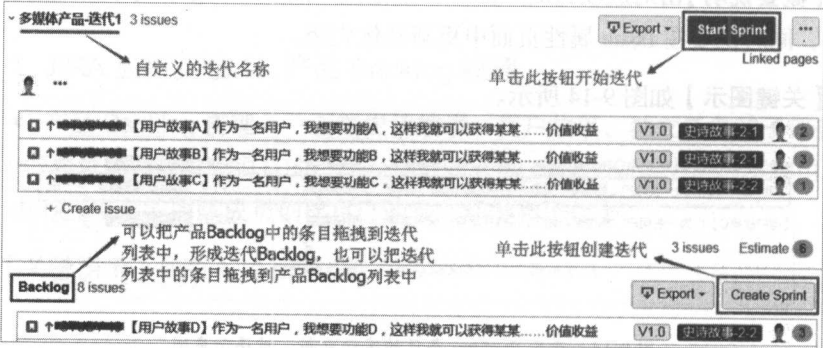 多媒体产品-迭代1 3 issues Export Start Sprint ...
Linked pages
自定义的迭代名称 单击此按钮开始迭代
...
关键图示】如图9-14所示
【用户故事A】作为一名用户，我想要功能A，这样我就可以获得某某……价值收益 V1.0 史诗故事-2-1 2
【用户故事B】作为一名用户，我想要功能B，这样我就可以获得某某……价值收益 V1.0 史诗故事-2-1 3
【用户故事C】作为一名用户，我想要功能C，这样我就可以获得某某……价值收益 V1.0 史诗故事-2-2 1
+ Create issue
可以把产品Backlog中的条目拖拽到迭代
列表中，形成迭代Backlog，也可以把迭代
列表中的条目拖拽到产品Backlog列表中
单击此按钮创建迭代 3 issues Estimate 6
Backlog 8 issues Export Create Sprint
【用户故事D】作为一名用户，我想要功能D，这样我就可以获得某某……价值收益 V1.0 史诗故事-2-2 3